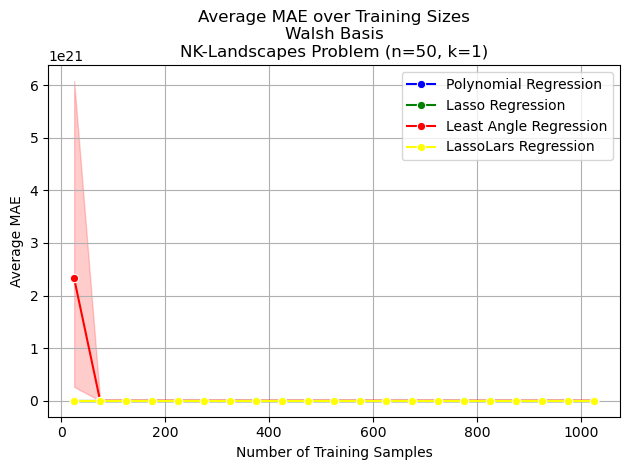 Average MAE over Training Sizes
Walsh Basis
NK-Landscapes Problem (n=50, k=1)
1e21
Polynomial Regression
Lasso Regression
Least Angle Regression
LassoLars Regression
6
5
4
3
2
1
0
Average MAE
0 200 400 600 800 1000
Number of Training Samples